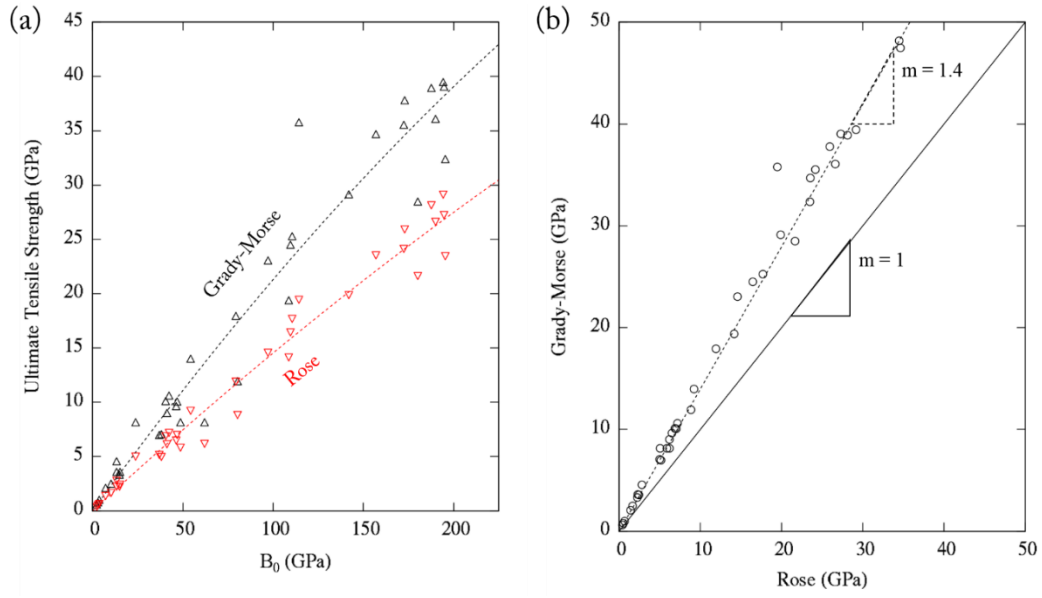 (a)
45
40
35
30
25
20
15
10
5
0
Ultimate Tensile Strength (GPa)
Grady-Morse
Rose
0
50
100
150
200
B0 (GPa)
(b)
50
40
30
20
10
0
Grady-Morse (GPa)
m = 1.4
m = 1
0
10
20
30
40
50
Rose (GPa)